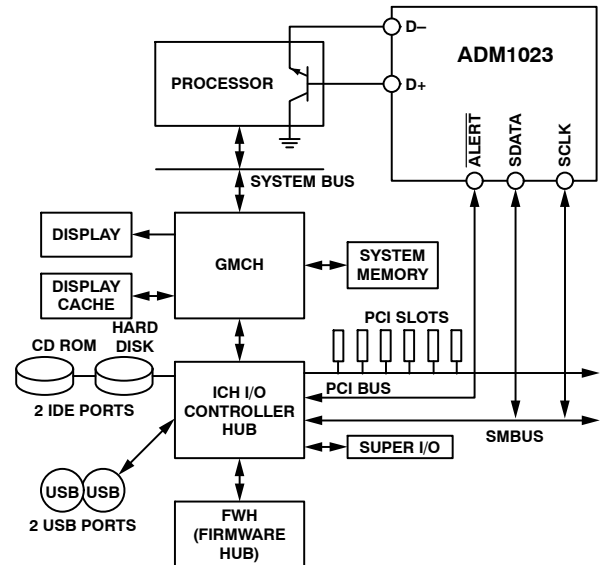 D–
ADM1023
PROCESSOR
D+
ALERT
SDATA
SCLK
SYSTEM BUS
DISPLAY
GMCH
SYSTEM
MEMORY
DISPLAY
CACHE
PCI SLOTS
HARD
DISK
CD ROM
ICH I/O
CONTROLLER
HUB
PCI BUS
2 IDE PORTS
SMBUS
SUPER I/O
USB
USB
2 USB PORTS
FWH
(FIRMWARE
HUB)